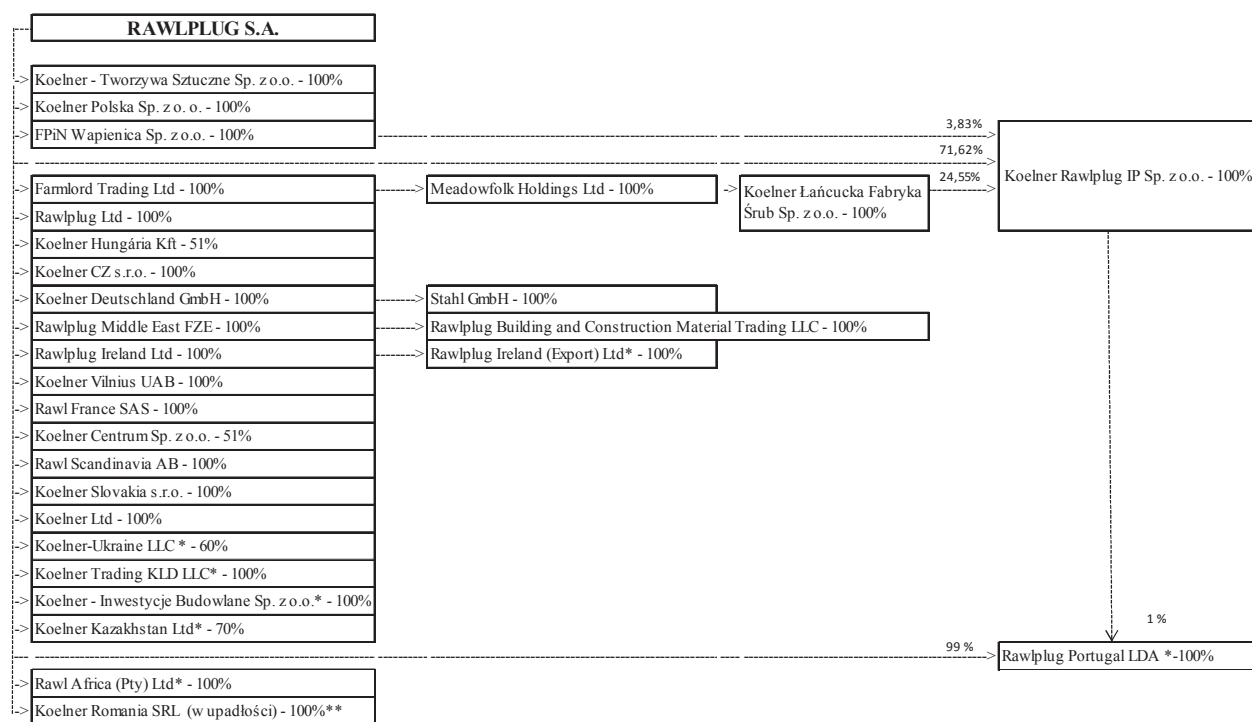 RAWLPLUG S.A.
Koelner - Tworzywa Sztuczne Sp. z o.o. - 100%
Koelner Polska Sp. z o. o. - 100%
FPiN Wapienica Sp. z o.o. - 100%
3,83%
71,62%
Koelner Rawlplug IP Sp. z o.o. - 100%
Farmlord Trading Ltd - 100%
Meadowfolk Holdings Ltd - 100%
Koelner Łańcucka Fabryka
Śrub Sp. z o.o. - 100%
24,55%
Rawlplug Ltd - 100%
Koelner Hungária Kft - 51%
Koelner CZ s.r.o. - 100%
Koelner Deutschland GmbH - 100%
Stahl GmbH - 100%
Rawlplug Middle East FZE - 100%
Rawlplug Building and Construction Material Trading LLC - 100%
Rawlplug Ireland Ltd - 100%
Rawlplug Ireland (Export) Ltd* - 100%
Koelner Vilnius UAB - 100%
Rawl France SAS - 100%
Koelner Centrum Sp. z o.o. - 51%
Rawl Scandinavia AB - 100%
Koelner Slovakia s.r.o. - 100%
Koelner Ltd - 100%
Koelner-Ukraine LLC * - 60%
Koelner Trading KLD LLC* - 100%
Koelner - Inwestycje Budowlane Sp. z o.o.* - 100%
Koelner Kazakhstan Ltd* - 70%
1 %
99 %
Rawlplug Portugal LDA *-100%
Rawl Africa (Pty) Ltd* - 100%
Koelner Romania SRL (w upadłości) - 100%**